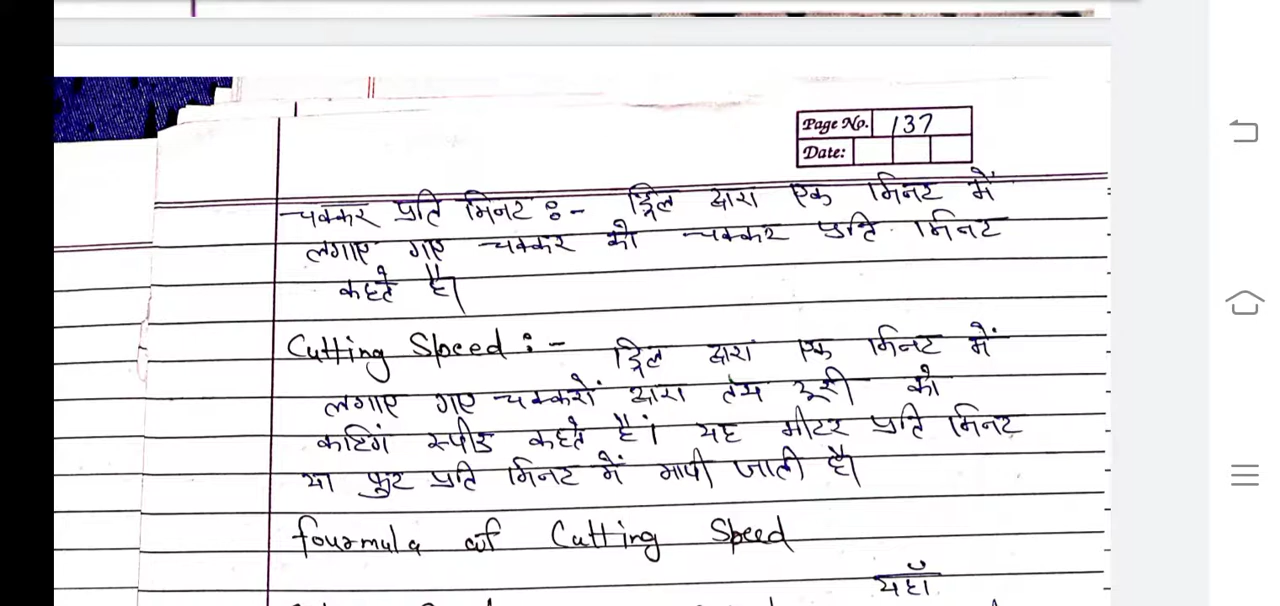 Page No. 137
Date:
चक्कर प्रति मिनट :- ड्रिल द्वारा एक मिनट में
लगाए गए चक्कर को चक्कर प्रति मिनट
कहते है।
Cutting Speed :- ड्रिल द्वारा एक मिनट में
लगाए गए चक्करों द्वारा तय दूरी को
कटिगं स्पीड कहते है। यह मीटर प्रति मिनट
या फुट प्रति मिनट में मापी जाती है।
fourmula of Cutting Speed
यहाँ